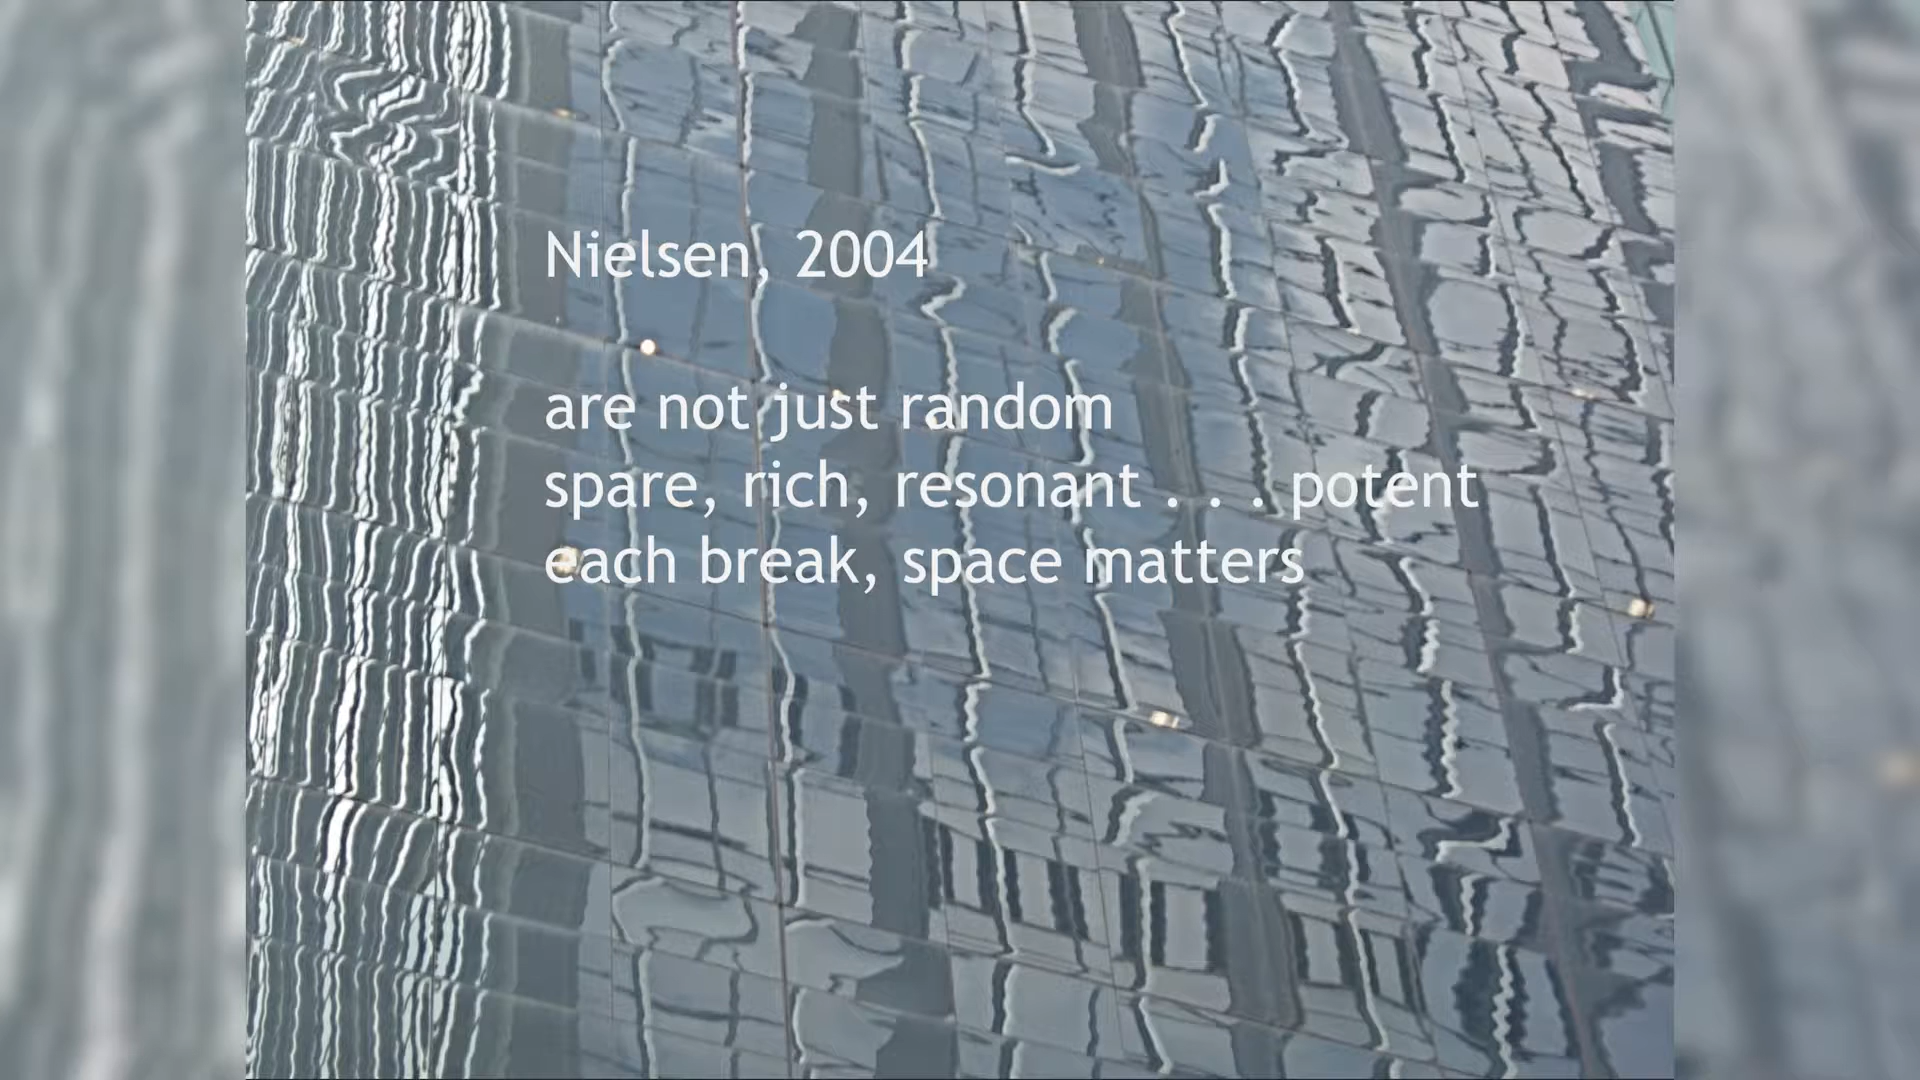 Nielsen, 2004
are not just random
spare, rich, resonant . . . potent
each break, space matters